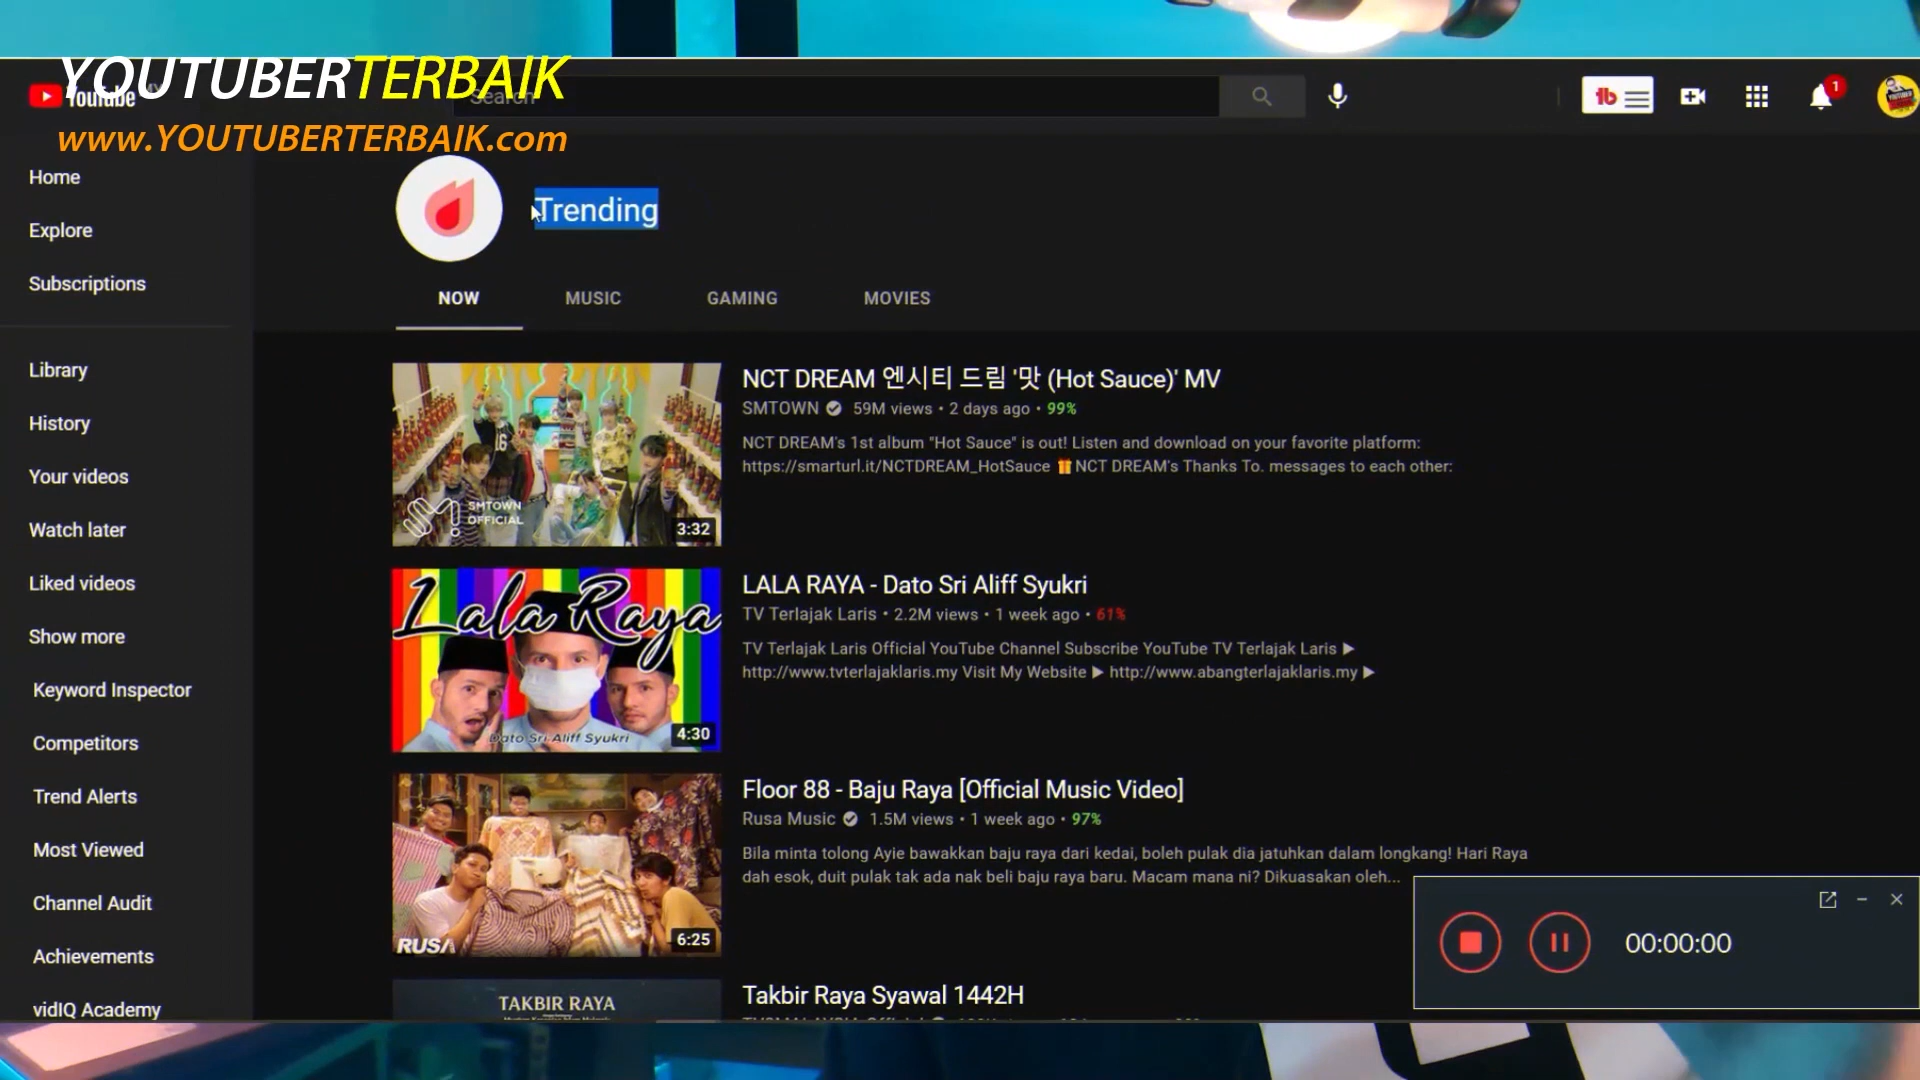 YOUTUBERTERBAIK
www.YOUTUBERTERBAIK.com
YouTube
Search
1
Home
Explore
Subscriptions
Library
History
Your videos
Watch later
Liked videos
Show more
Keyword Inspector
Competitors
Trend Alerts
Most Viewed
Channel Audit
Achievements
vidIQ Academy
Trending
NOW MUSIC GAMING MOVIES
SMTOWN
OFFICIAL
3:32
NCT DREAM 엔시티 드림 '맛 (Hot Sauce)' MV
SMTOWN 59M views • 2 days ago • 99%
NCT DREAM's 1st album "Hot Sauce" is out! Listen and download on your favorite platform:
https://smarturl.it/NCTDREAM_HotSauce 🎁NCT DREAM's Thanks To. messages to each other:
Lala Raya
Dato Sri Aliff Syukri
4:30
LALA RAYA - Dato Sri Aliff Syukri
TV Terlajak Laris • 2.2M views • 1 week ago • 61%
TV Terlajak Laris Official YouTube Channel Subscribe YouTube TV Terlajak Laris ▶
http://www.tvterlajaklaris.my Visit My Website ▶ http://www.abangterlajaklaris.my ▶
RUSA
6:25
Floor 88 - Baju Raya [Official Music Video]
Rusa Music 1.5M views • 1 week ago • 97%
Bila minta tolong Ayie bawakkan baju raya dari kedai, boleh pulak dia jatuhkan dalam longkang! Hari Raya
dah esok, duit pulak tak ada nak beli baju raya baru. Macam mana ni? Dikuasakan oleh...
TAKBIR RAYA
Takbir Raya Syawal 1442H
00:00:00